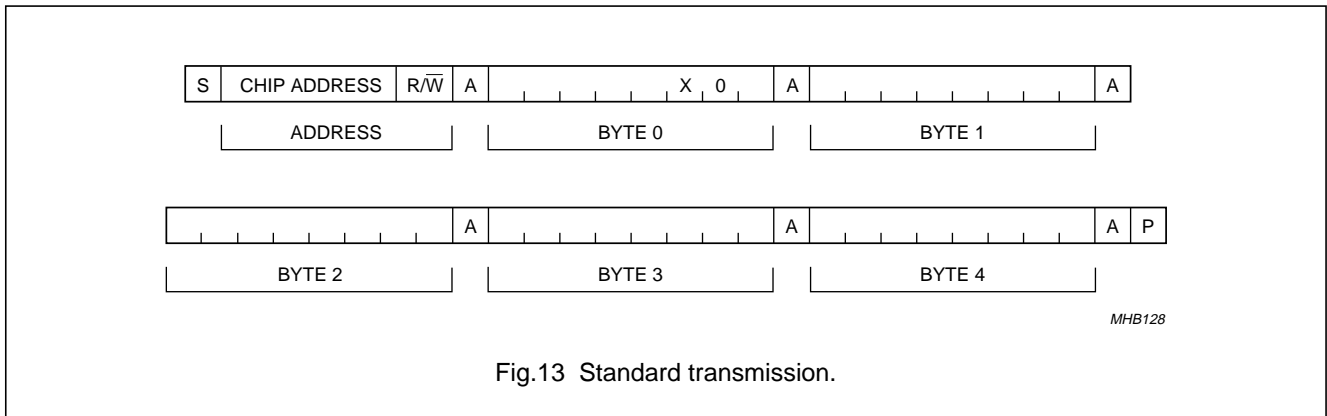 S CHIP ADDRESS R/W̅ A X 0 A A
ADDRESS BYTE 0 BYTE 1
A A A P
BYTE 2 BYTE 3 BYTE 4
MHB128
Fig.13 Standard transmission.